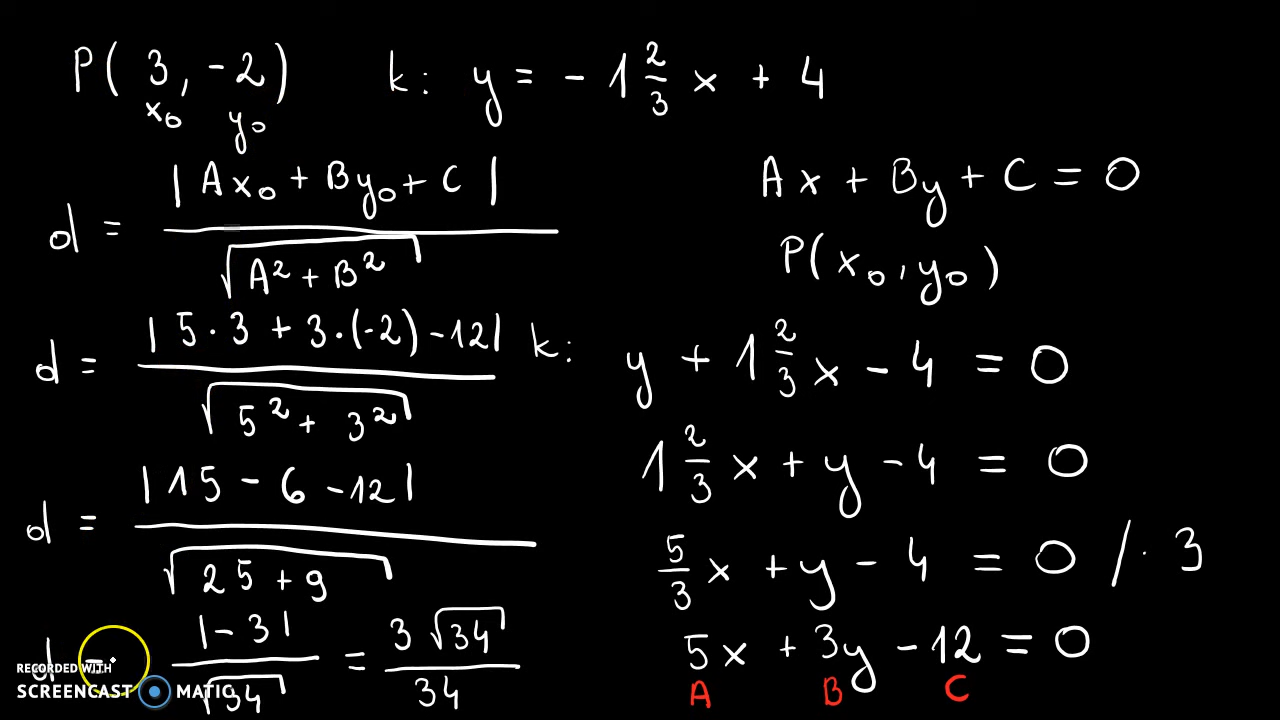 P( 3, -2)   k: y = - 1 2/3 x + 4
x₀ y₀
d = |Ax₀ + By₀ + C| / √(A² + B²)
Ax + By + C = 0
P(x₀, y₀)
d = |5·3 + 3·(-2) -12| / √(5² + 3²)
k: y + 1 2/3 x - 4 = 0
1 2/3 x + y - 4 = 0
d = |15 - 6 -12| / √(25 + 9)
5/3 x + y - 4 = 0 /· 3
d = |-3| / √34 = 3√34 / 34
5x + 3y - 12 = 0
A B C
RECORDED WITH
SCREENCAST MATIC